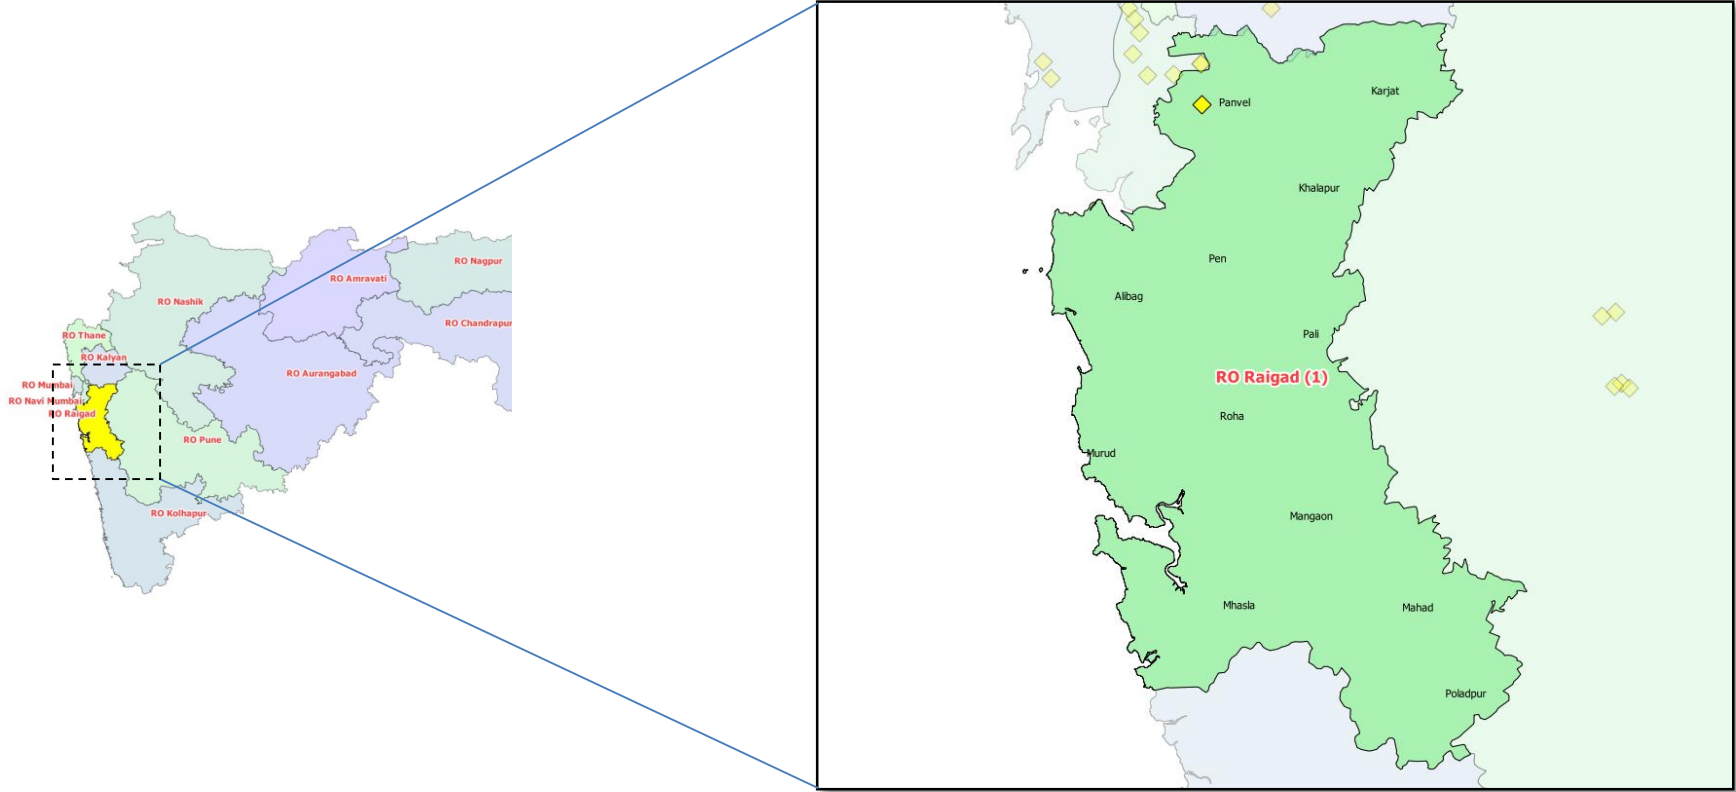 RO Nagpur
RO Amravati
RO Nashik
RO Chandrapur
RO Thane
RO Kalyan
RO Aurangabad
RO Mumbai
RO Navi Mumbai
RO Raigad
RO Pune
RO Kolhapur
Karjat
Panvel
Khalapur
Pen
Alibag
Pali
RO Raigad (1)
Roha
Murud
Mangaon
Mhasla
Mahad
Poladpur